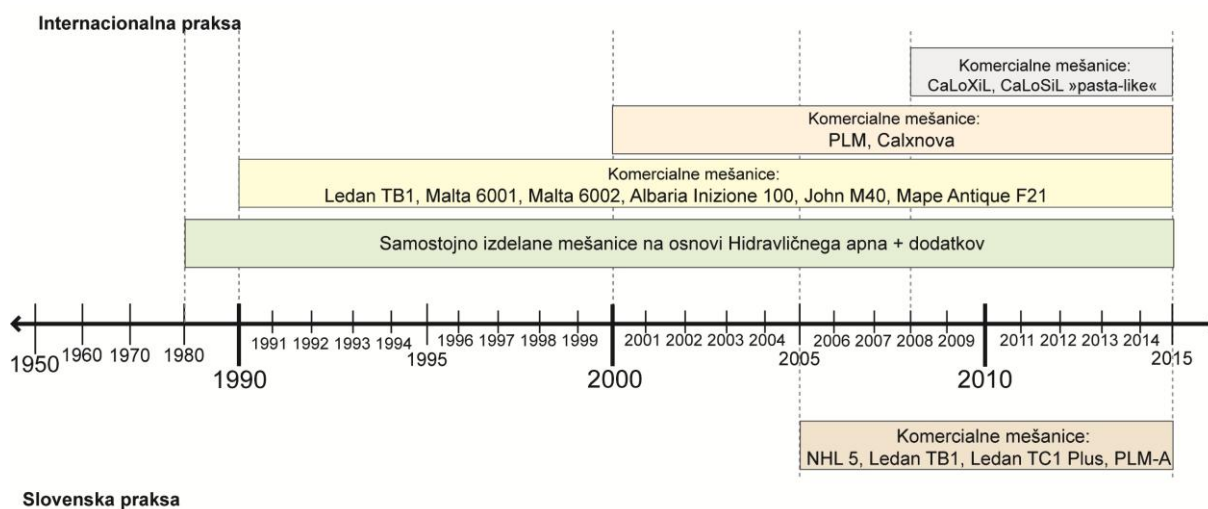 Internacionalna praksa
Komercialne mešanice:
CaLoXiL, CaLoSiL »pasta-like«
Komercialne mešanice:
PLM, Calxnova
Komercialne mešanice:
Ledan TB1, Malta 6001, Malta 6002, Albaria Inizione 100, John M40, Mape Antique F21
Samostojno izdelane mešanice na osnovi Hidravličnega apna + dodatkov
1950 1960 1970 1980 1990 1991 1992 1993 1994 1995 1996 1997 1998 1999 2000 2001 2002 2003 2004 2005 2006 2007 2008 2009 2010 2011 2012 2013 2014 2015
Komercialne mešanice:
NHL 5, Ledan TB1, Ledan TC1 Plus, PLM-A
Slovenska praksa